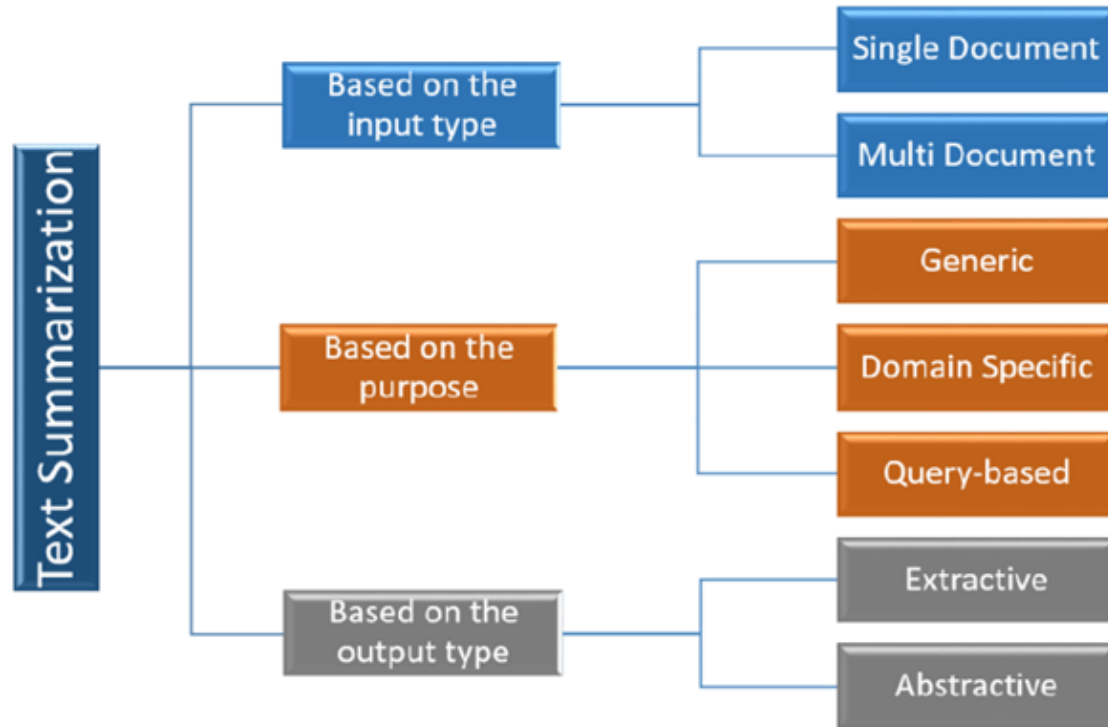 Text Summarization
Based on the
input type
Single Document
Multi Document
Based on the
purpose
Generic
Domain Specific
Query-based
Based on the
output type
Extractive
Abstractive